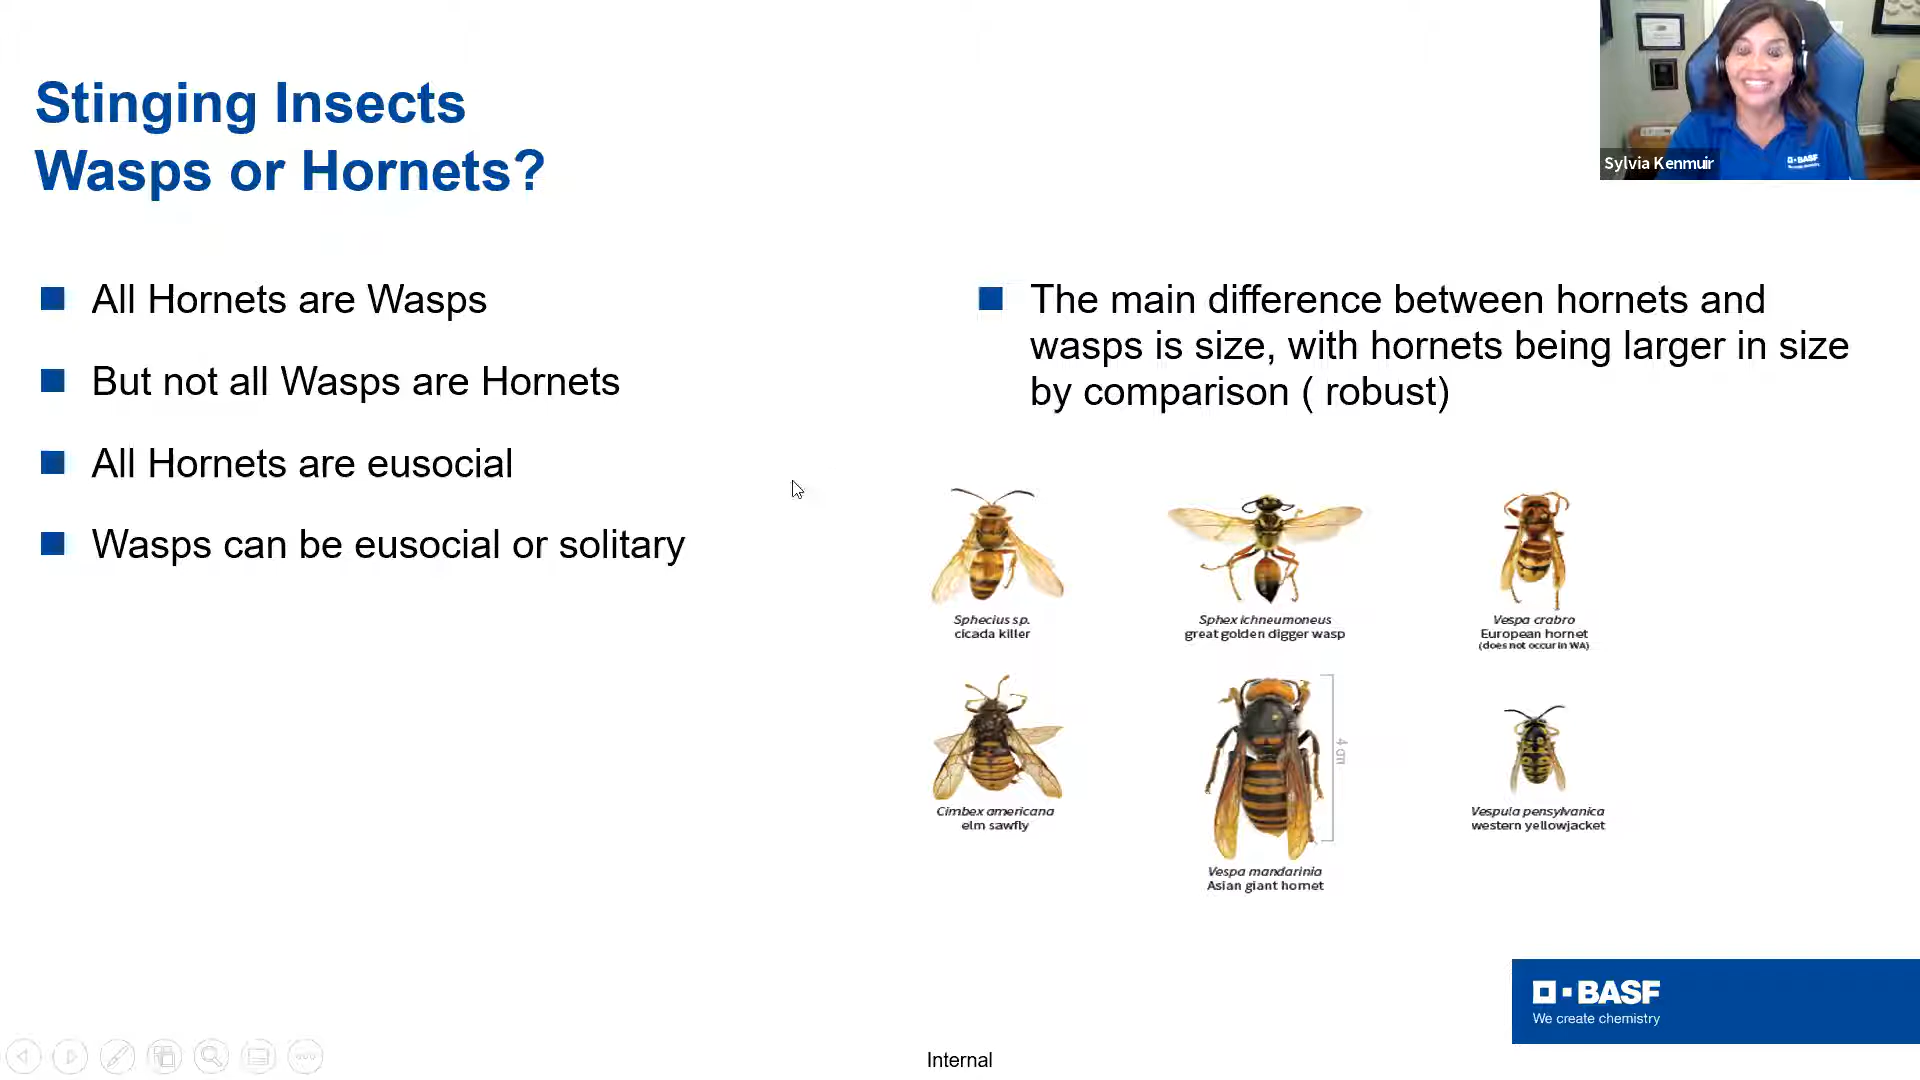 Stinging Insects
Wasps or Hornets?
All Hornets are Wasps
But not all Wasps are Hornets
All Hornets are eusocial
Wasps can be eusocial or solitary
The main difference between hornets and
wasps is size, with hornets being larger in size
by comparison ( robust)
Sphecius sp.
cicada killer
Sphex ichneumoneus
great golden digger wasp
Vespa crabro
European hornet
(does not occur in WA)
Cimbex americana
elm sawfly
4 cm
Vespa mandarinia
Asian giant hornet
Vespula pensylvanica
western yellowjacket
Sylvia Kenmuir
BASF
BASF
We create chemistry
Internal